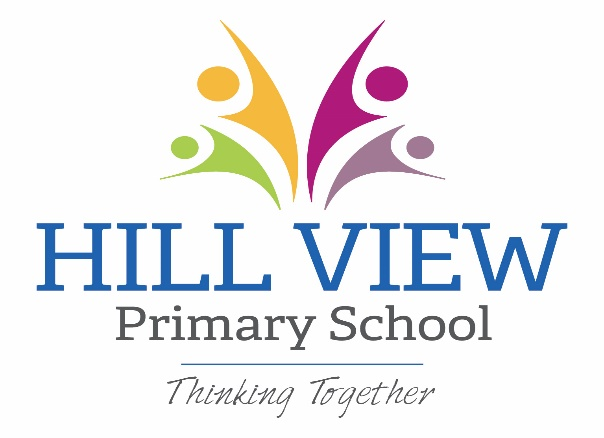 HILL VIEW
Primary School
Thinking Together